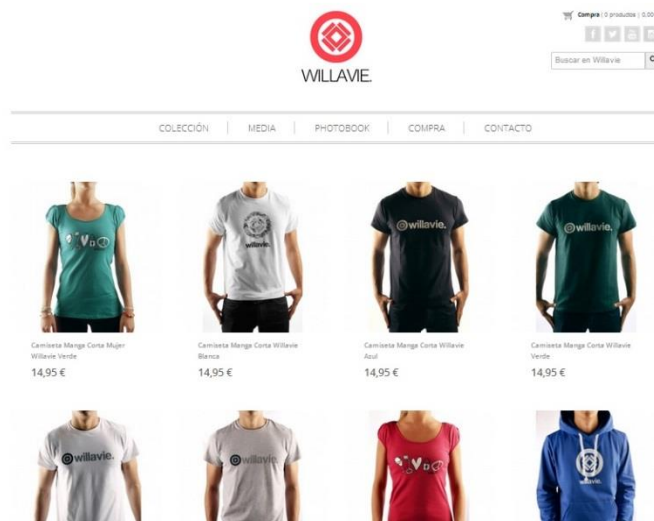 Compra | 0 productos | 0,00
WILLAVIE.
Buscar en Willavie
COLECCIÓN | MEDIA | PHOTOBOOK | COMPRA | CONTACTO
willavie.
willavie.
willavie.
Camiseta Manga Corta Mujer
Willavie Verde
14,95 €
Camiseta Manga Corta Willavie
Blanca
14,95 €
Camiseta Manga Corta Willavie
Azul
14,95 €
Camiseta Manga Corta Willavie
Verde
14,95 €
willavie.
willavie.
willavie.